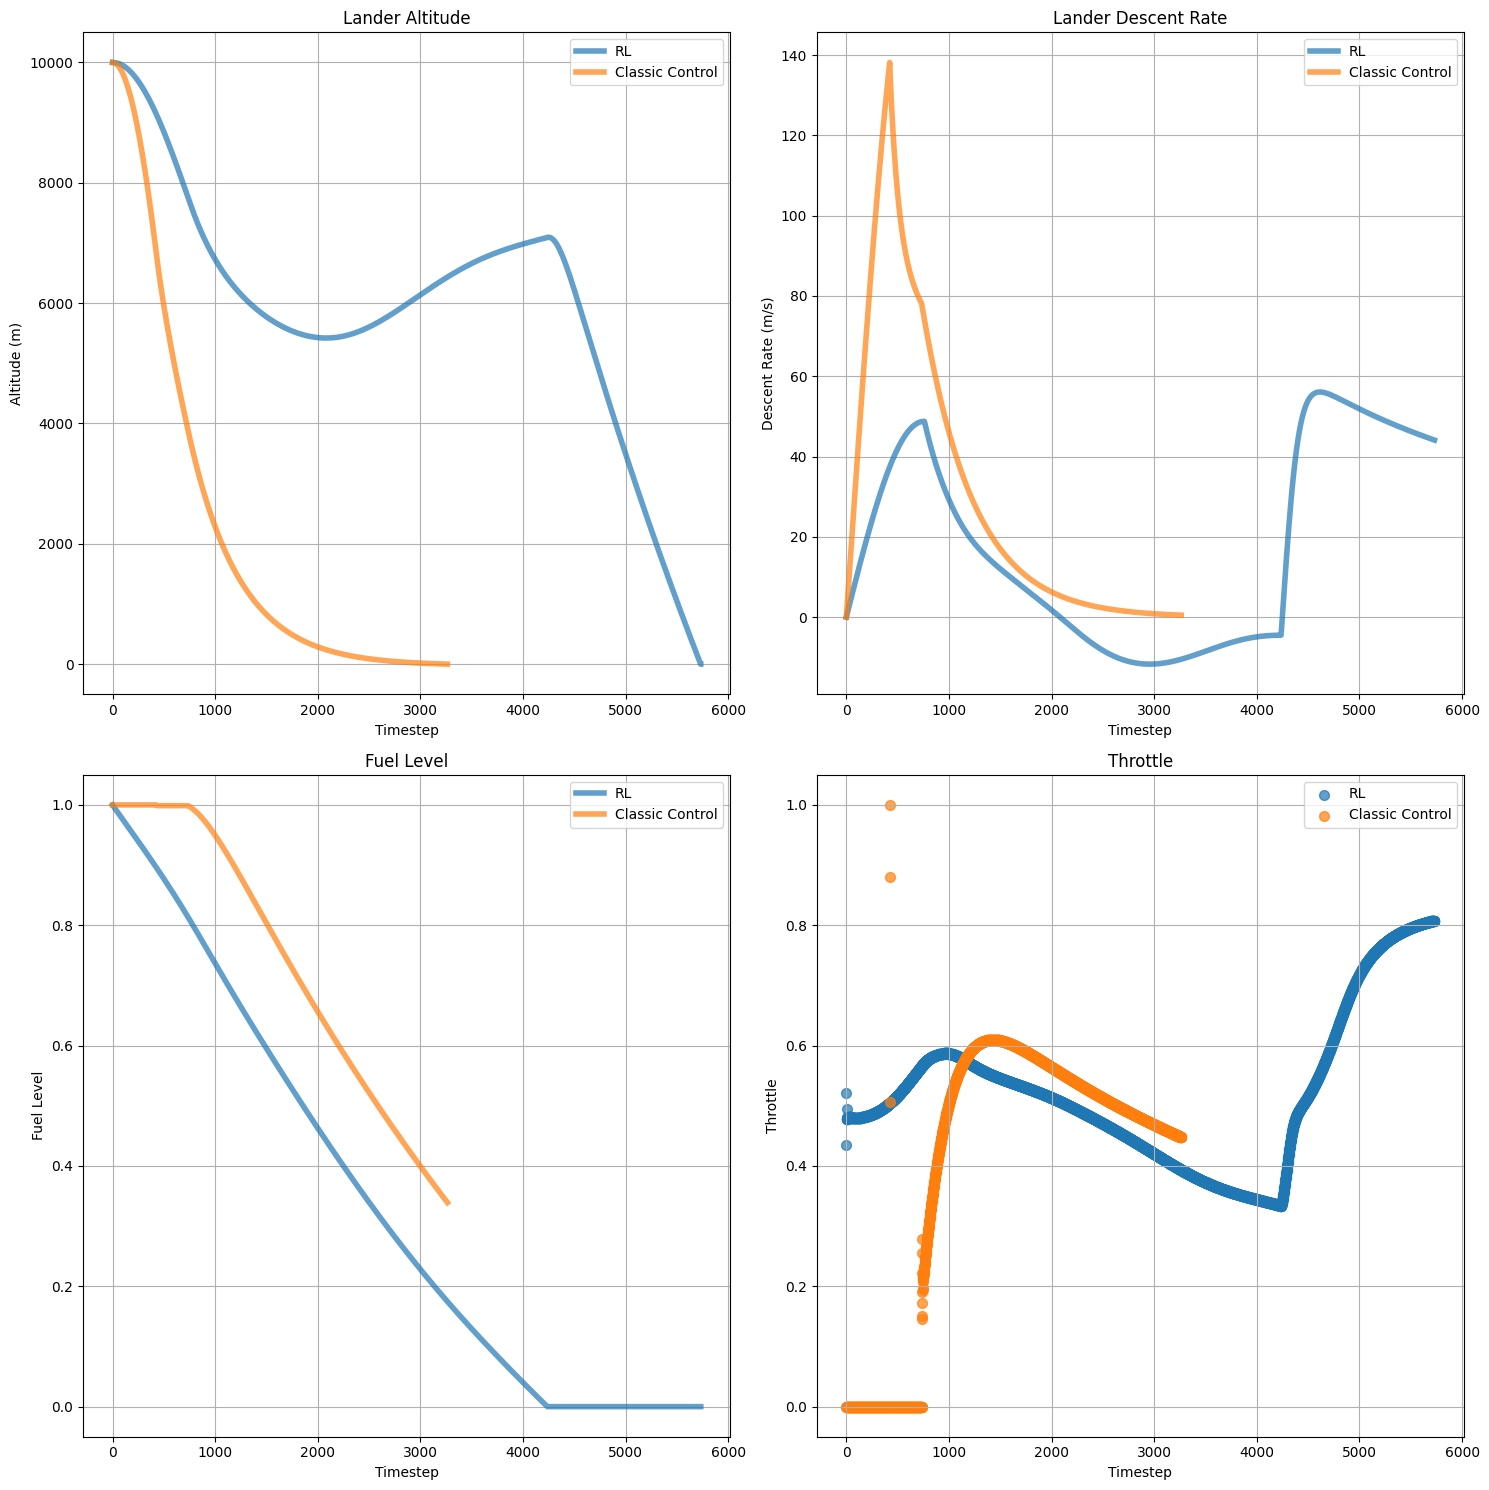 Lander Altitude
RL
Classic Control
Altitude (m)
10000
8000
6000
4000
2000
0
0 1000 2000 3000 4000 5000 6000
Timestep
Lander Descent Rate
RL
Classic Control
Descent Rate (m/s)
140
120
100
80
60
40
20
0
0 1000 2000 3000 4000 5000 6000
Timestep
Fuel Level
RL
Classic Control
Fuel Level
1.0
0.8
0.6
0.4
0.2
0.0
0 1000 2000 3000 4000 5000 6000
Timestep
Throttle
RL
Classic Control
Throttle
1.0
0.8
0.6
0.4
0.2
0.0
0 1000 2000 3000 4000 5000 6000
Timestep